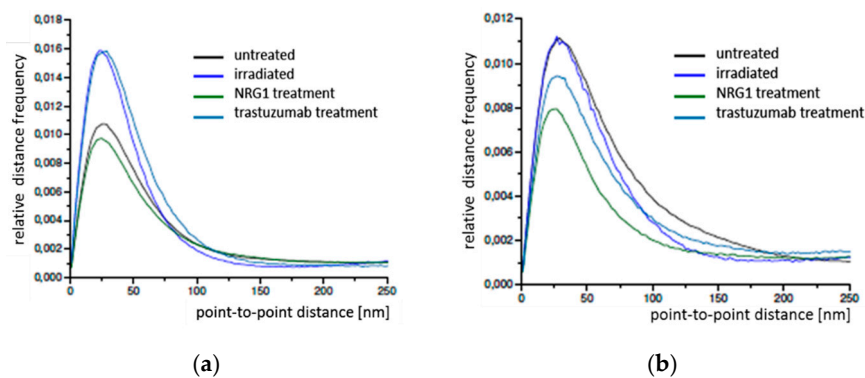 0,018
0,016
0,014
0,012
0,010
0,008
0,006
0,004
0,002
0,000
relative distance frequency
untreated
irradiated
NRG1 treatment
trastuzumab treatment
0 50 100 150 200 250
point-to-point distance [nm]
(a)
0,012
0,010
0,008
0,006
0,004
0,002
0,000
relative distance frequency
untreated
irradiated
NRG1 treatment
trastuzumab treatment
0 50 100 150 200 250
point-to-point distance [nm]
(b)